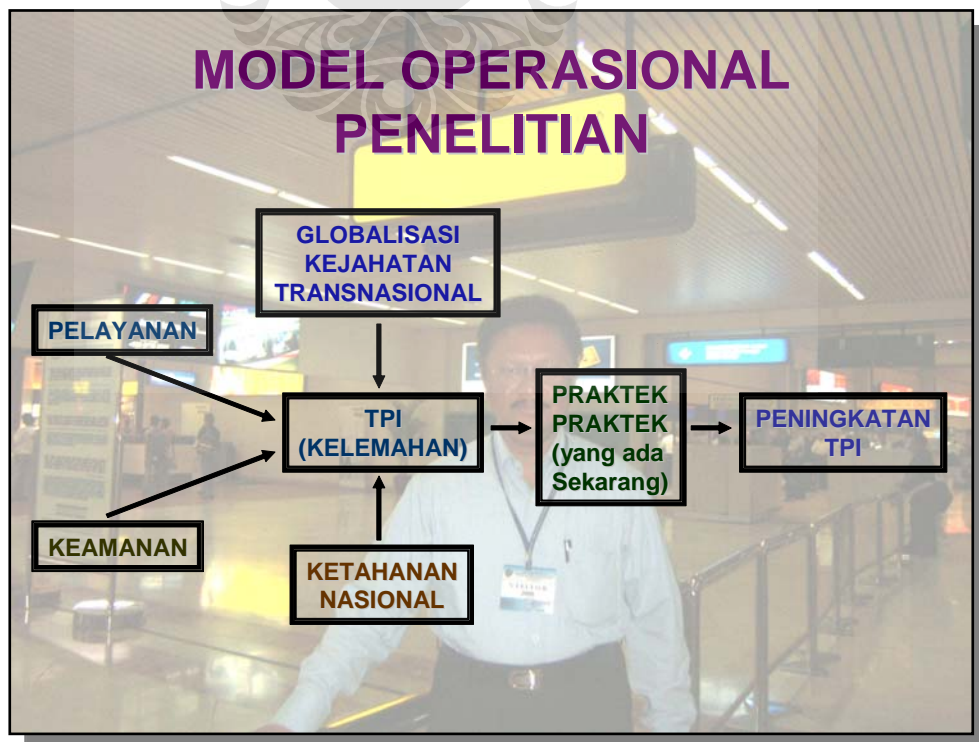 MODEL OPERASIONAL
PENELITIAN
GLOBALISASI
KEJAHATAN
TRANSNASIONAL
PELAYANAN
TPI
(KELEMAHAN)
PRAKTEK
PRAKTEK
(yang ada
Sekarang)
PENINGKATAN
TPI
KEAMANAN
KETAHANAN
NASIONAL